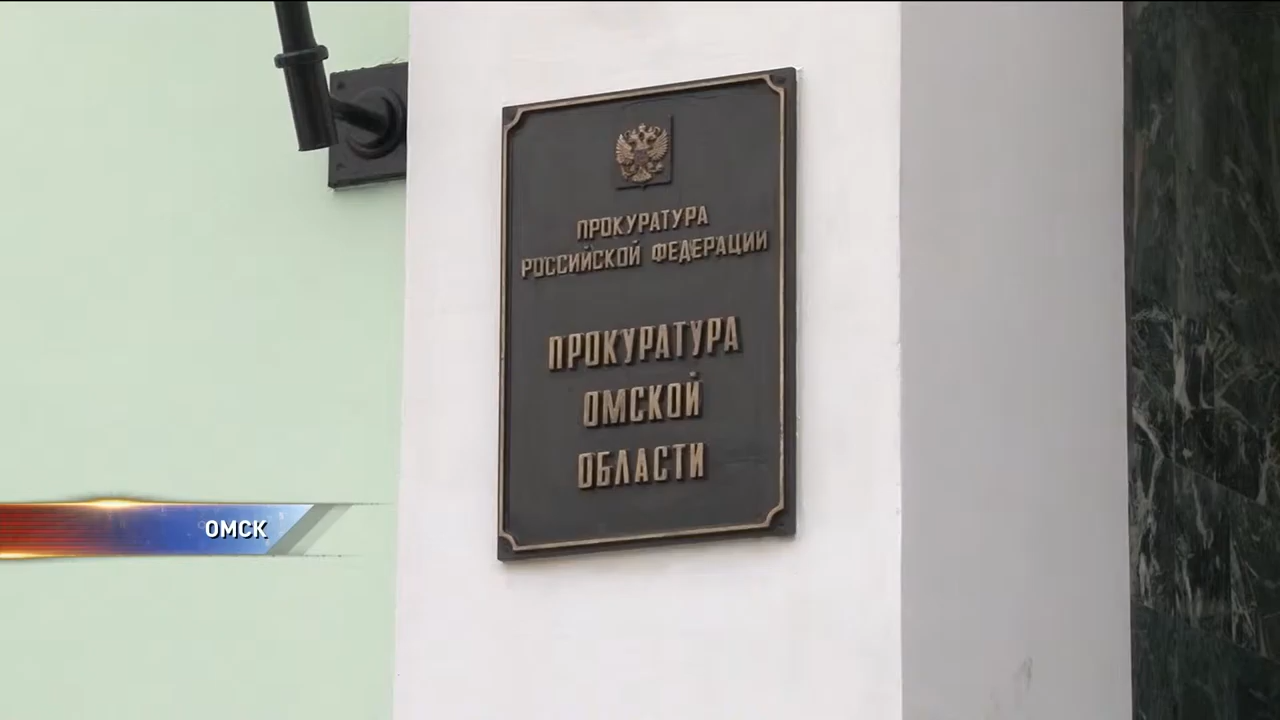 ПРОКУРАТУРА
РОССИЙСКОЙ ФЕДЕРАЦИИ
ПРОКУРАТУРА
ОМСКОЙ
ОБЛАСТИ
ОМСК